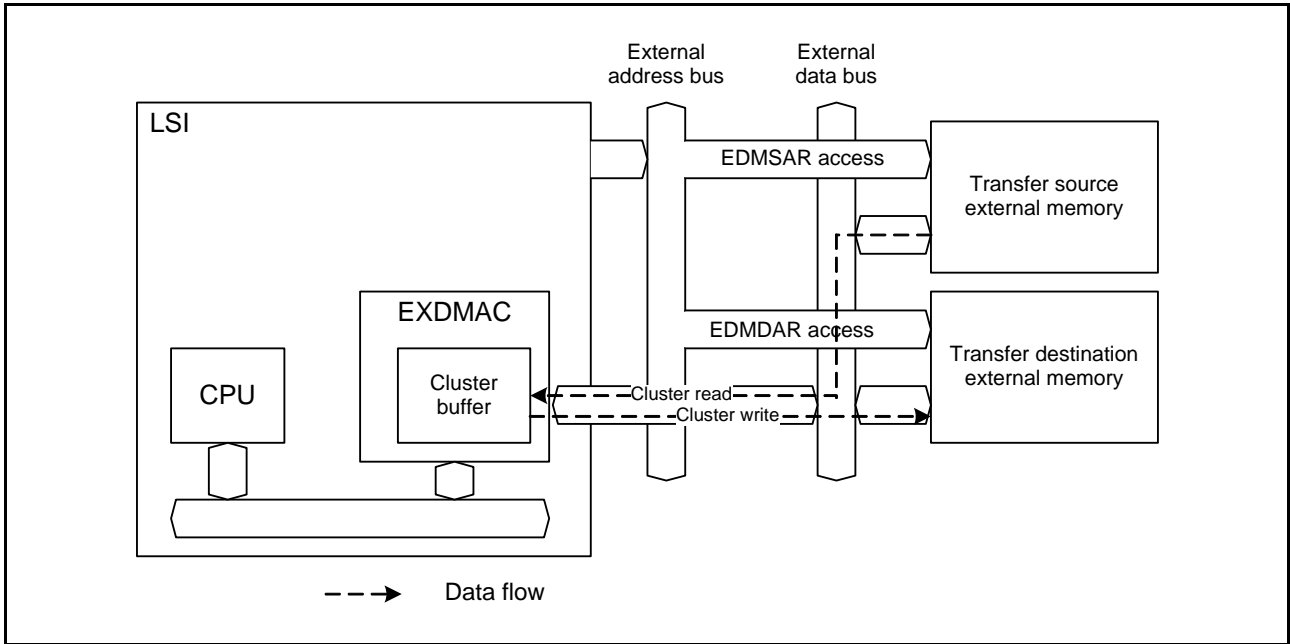 External
address bus
External
data bus
LSI
EDMSAR access
Transfer source
external memory
EXDMAC
EDMDAR access
Transfer destination
external memory
CPU
Cluster
buffer
Cluster read
Cluster write
Data flow